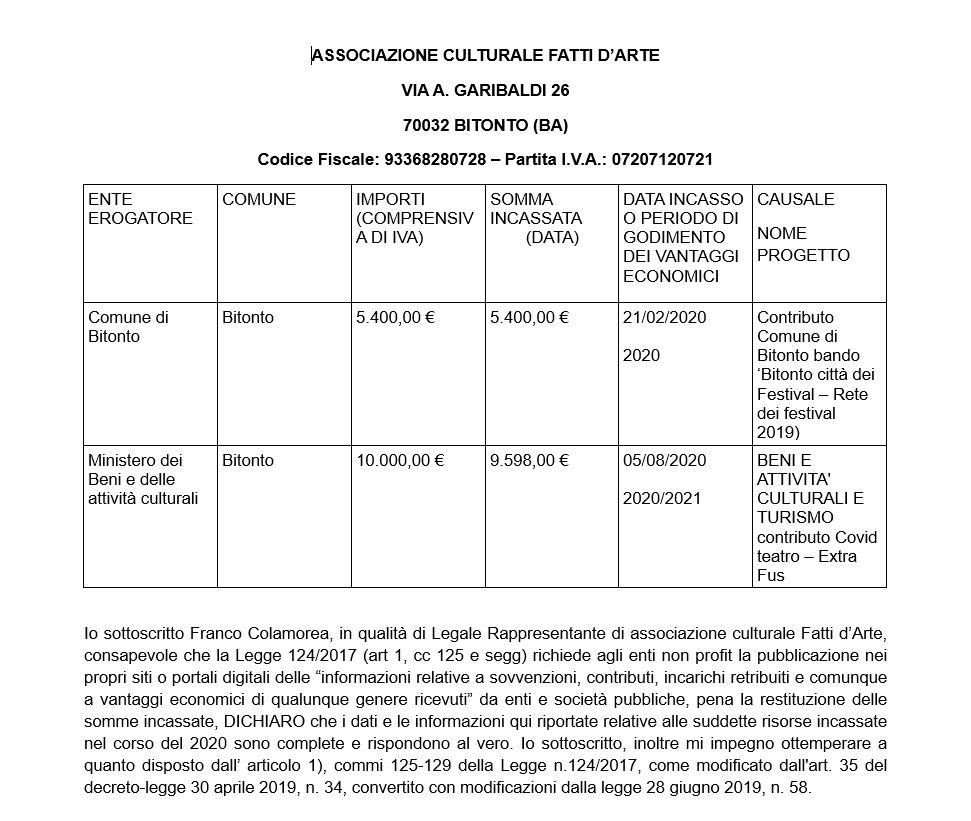 ASSOCIAZIONE CULTURALE FATTI D’ARTE
VIA A. GARIBALDI 26
70032 BITONTO (BA)
Codice Fiscale: 93368280728 – Partita I.V.A.: 07207120721
ENTE
EROGATORE
COMUNE
IMPORTI
(COMPRENSIV
A DI IVA)
SOMMA
INCASSATA
(DATA)
DATA INCASSO
O PERIODO DI
GODIMENTO
DEI VANTAGGI
ECONOMICI
CAUSALE
NOME
PROGETTO
Comune di
Bitonto
Bitonto
5.400,00 €
5.400,00 €
21/02/2020
2020
Contributo
Comune di
Bitonto bando
‘Bitonto città dei
Festival – Rete
dei festival
2019)
Ministero dei
Beni e delle
attività culturali
Bitonto
10.000,00 €
9.598,00 €
05/08/2020
2020/2021
BENI E
ATTIVITA'
CULTURALI E
TURISMO
contributo Covid
teatro – Extra
Fus
Io sottoscritto Franco Colamorea, in qualità di Legale Rappresentante di associazione culturale Fatti d’Arte,
consapevole che la Legge 124/2017 (art 1, cc 125 e segg) richiede agli enti non profit la pubblicazione nei
propri siti o portali digitali delle “informazioni relative a sovvenzioni, contributi, incarichi retribuiti e comunque
a vantaggi economici di qualunque genere ricevuti” da enti e società pubbliche, pena la restituzione delle
somme incassate, DICHIARO che i dati e le informazioni qui riportate relative alle suddette risorse incassate
nel corso del 2020 sono complete e rispondono al vero. Io sottoscritto, inoltre mi impegno ottemperare a
quanto disposto dall’ articolo 1), commi 125-129 della Legge n.124/2017, come modificato dall'art. 35 del
decreto-legge 30 aprile 2019, n. 34, convertito con modificazioni dalla legge 28 giugno 2019, n. 58.